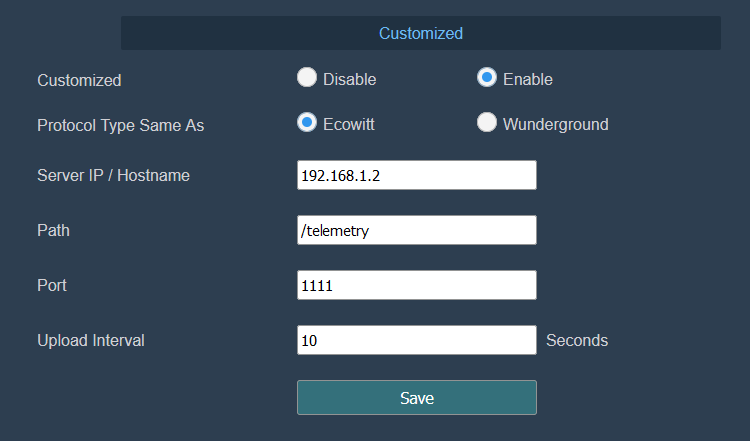 Customized
Customized Disable Enable
Protocol Type Same As Ecowitt Wunderground
Server IP / Hostname 192.168.1.2
Path /telemetry
Port 1111
Upload Interval 10 Seconds
Save